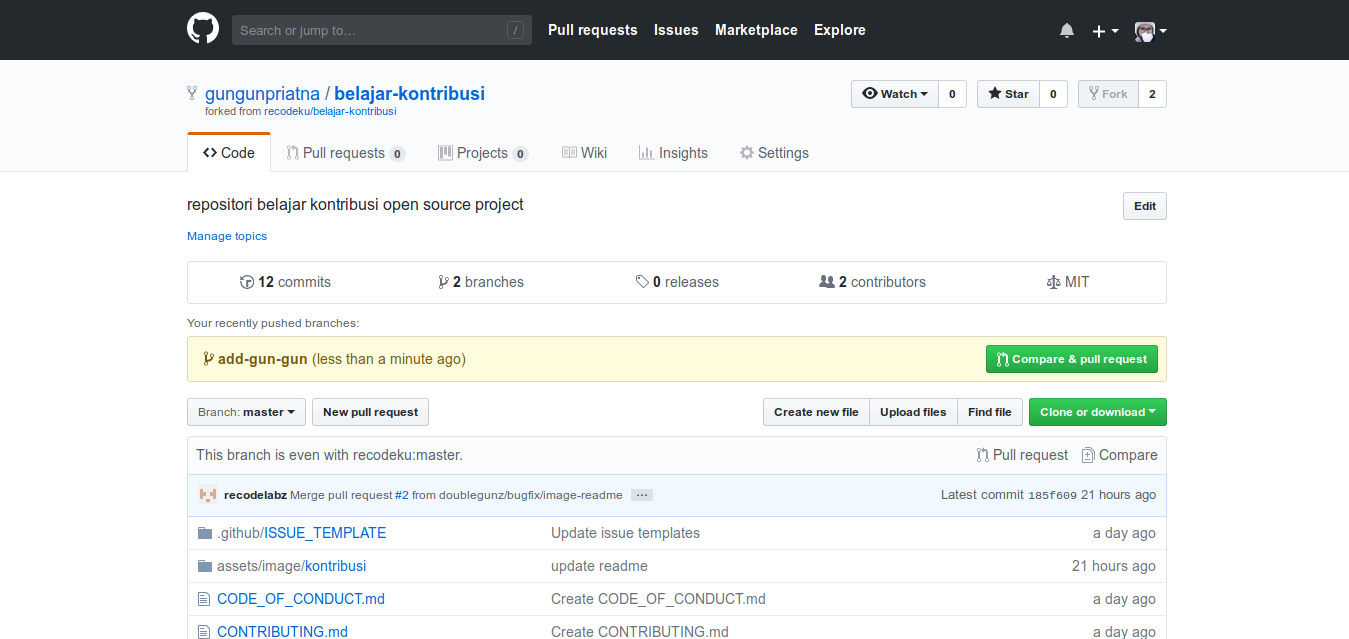 Search or jump to… / Pull requests Issues Marketplace Explore
gungunpriatna / belajar-kontribusi Watch 0 Star 0 Fork 2
forked from recodeku/belajar-kontribusi
Code Pull requests 0 Projects 0 Wiki Insights Settings
repositori belajar kontribusi open source project Edit
Manage topics
12 commits 2 branches 0 releases 2 contributors MIT
Your recently pushed branches:
add-gun-gun (less than a minute ago) Compare & pull request
Branch: master New pull request Create new file Upload files Find file Clone or download
This branch is even with recodeku:master. Pull request Compare
recodelabz Merge pull request #2 from doublegunz/bugfix/image-readme … Latest commit 185f609 21 hours ago
.github/ISSUE_TEMPLATE Update issue templates a day ago
assets/image/kontribusi update readme 21 hours ago
CODE_OF_CONDUCT.md Create CODE_OF_CONDUCT.md a day ago
CONTRIBUTING.md Create CONTRIBUTING.md a day ago